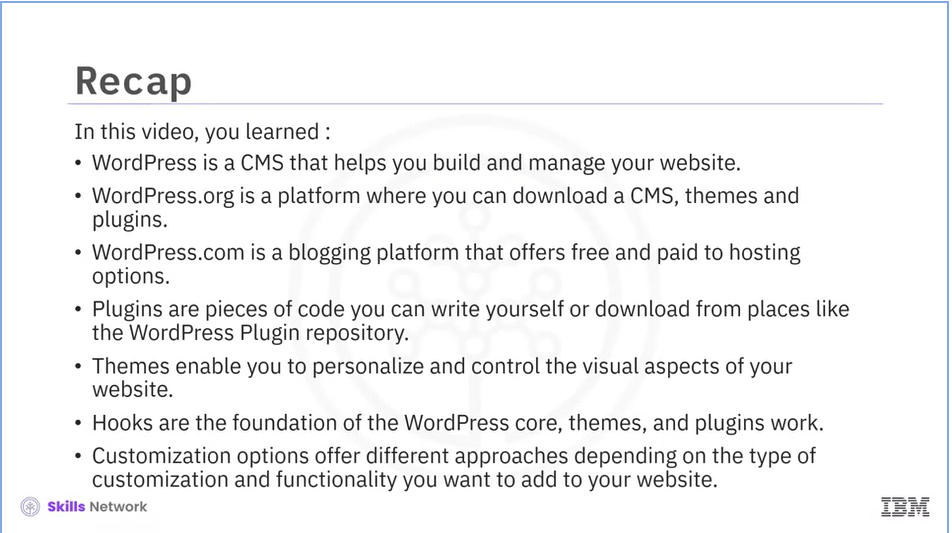 Recap
In this video, you learned :
• WordPress is a CMS that helps you build and manage your website.
• WordPress.org is a platform where you can download a CMS, themes and
plugins.
• WordPress.com is a blogging platform that offers free and paid to hosting
options.
• Plugins are pieces of code you can write yourself or download from places like
the WordPress Plugin repository.
• Themes enable you to personalize and control the visual aspects of your
website.
• Hooks are the foundation of the WordPress core, themes, and plugins work.
• Customization options offer different approaches depending on the type of
customization and functionality you want to add to your website.
Skills Network
IBM